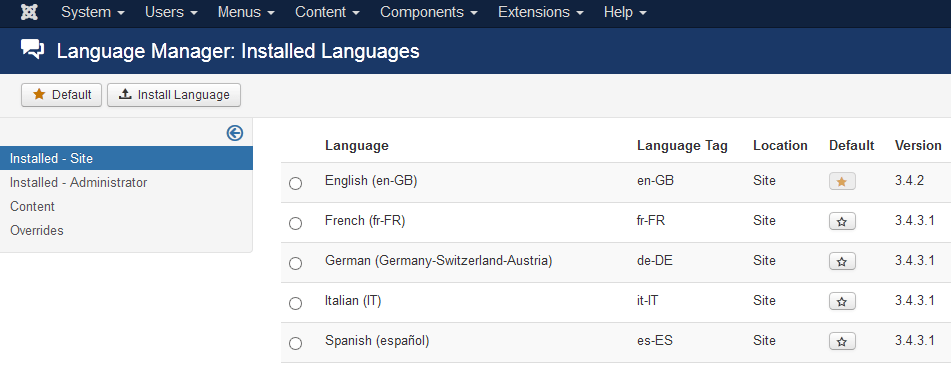 System Users Menus Content Components Extensions Help
Language Manager: Installed Languages
Default Install Language
Installed - Site
Installed - Administrator
Content
Overrides
Language Language Tag Location Default Version
English (en-GB) en-GB Site 3.4.2
French (fr-FR) fr-FR Site 3.4.3.1
German (Germany-Switzerland-Austria) de-DE Site 3.4.3.1
Italian (IT) it-IT Site 3.4.3.1
Spanish (español) es-ES Site 3.4.3.1